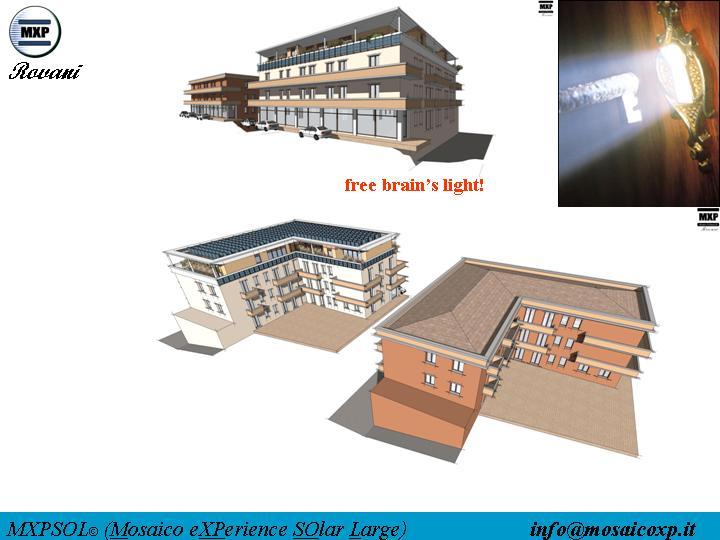 MXP
Rovani
MXP
free brain's light!
MXP
MXPSOL© (Mosaico eXPerience SOlar Large)
info@mosaicoxp.it